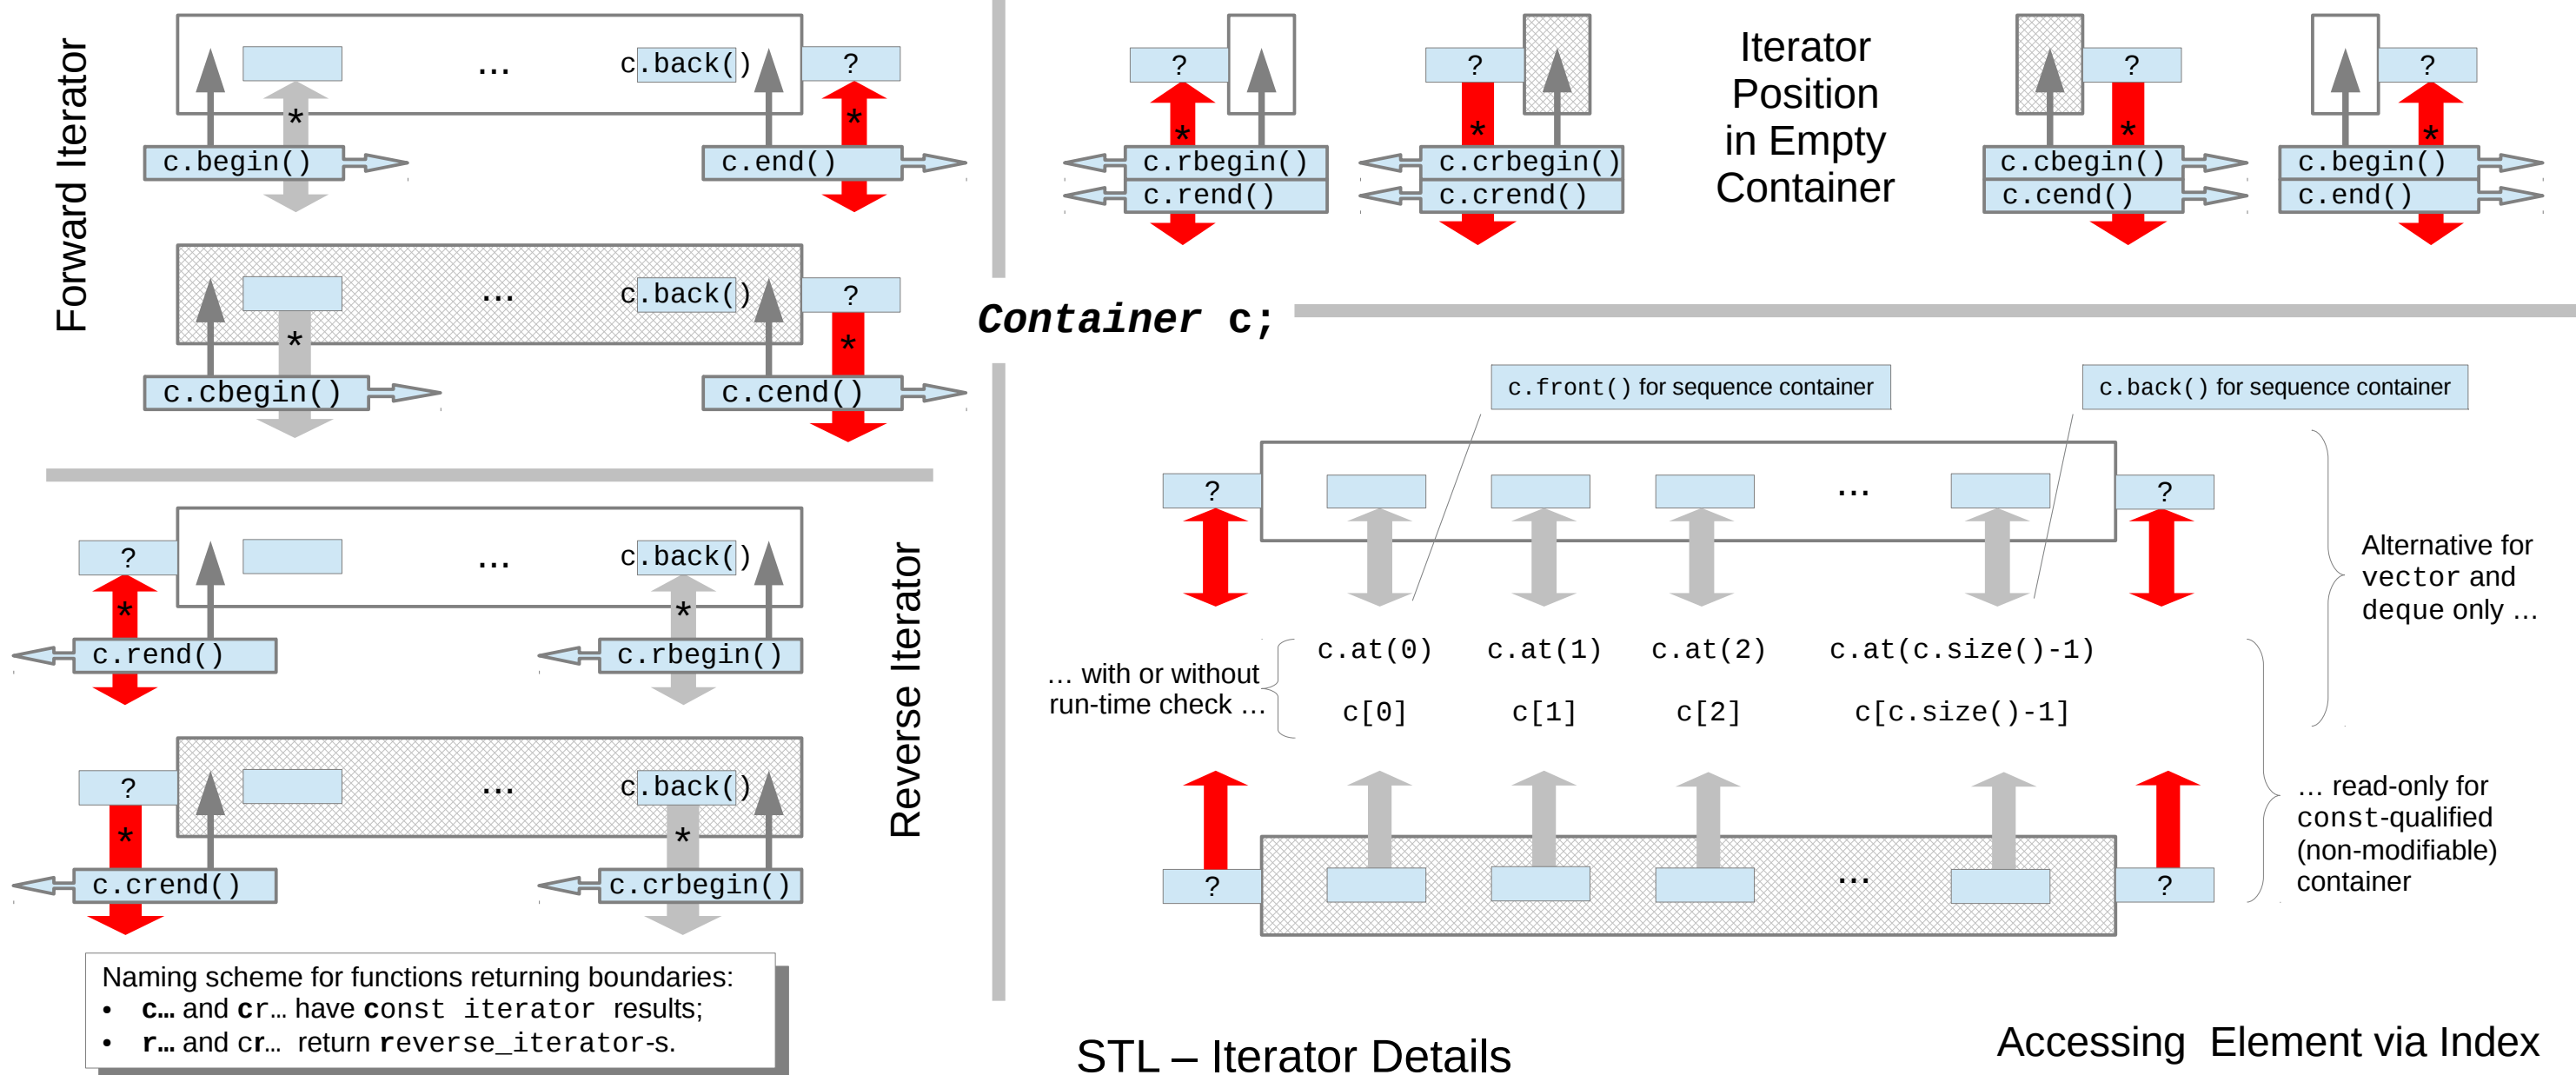 Forward Iterator
... c.back() ?
*
*
c.begin()
c.end()
... c.back() ?
*
*
c.cbegin()
c.cend()
? ... c.back()
*
*
c.rend()
c.rbegin()
? ... c.back()
*
*
c.crend()
c.crbegin()
Reverse Iterator
Naming scheme for functions returning boundaries:
• c… and cr… have const iterator results;
• r… and cr… return reverse_iterator-s.
Container c;
?
*
c.rbegin()
c.rend()
?
*
c.crbegin()
c.crend()
Iterator
Position
in Empty
Container
?
*
c.cbegin()
c.cend()
?
*
c.begin()
c.end()
c.front() for sequence container
c.back() for sequence container
? ... ?
Alternative for
vector and
deque only …
… with or without
run-time check …
c.at(0) c.at(1) c.at(2) c.at(c.size()-1)
c[0] c[1] c[2] c[c.size()-1]
… read-only for
const-qualified
(non-modifiable)
container
? ... ?
STL – Iterator Details
Accessing Element via Index